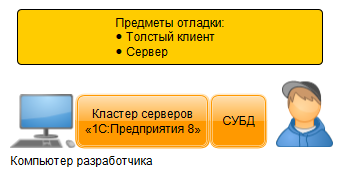 Предметы отладки:
● Толстый клиент
● Сервер
Кластер серверов
«1С:Предприятия 8»
СУБД
Компьютер разработчика